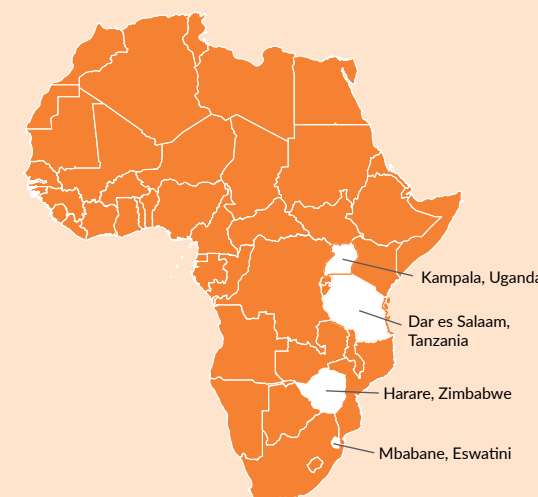 Kampala, Uganda
Dar es Salaam,
Tanzania
Harare, Zimbabwe
Mbabane, Eswatini